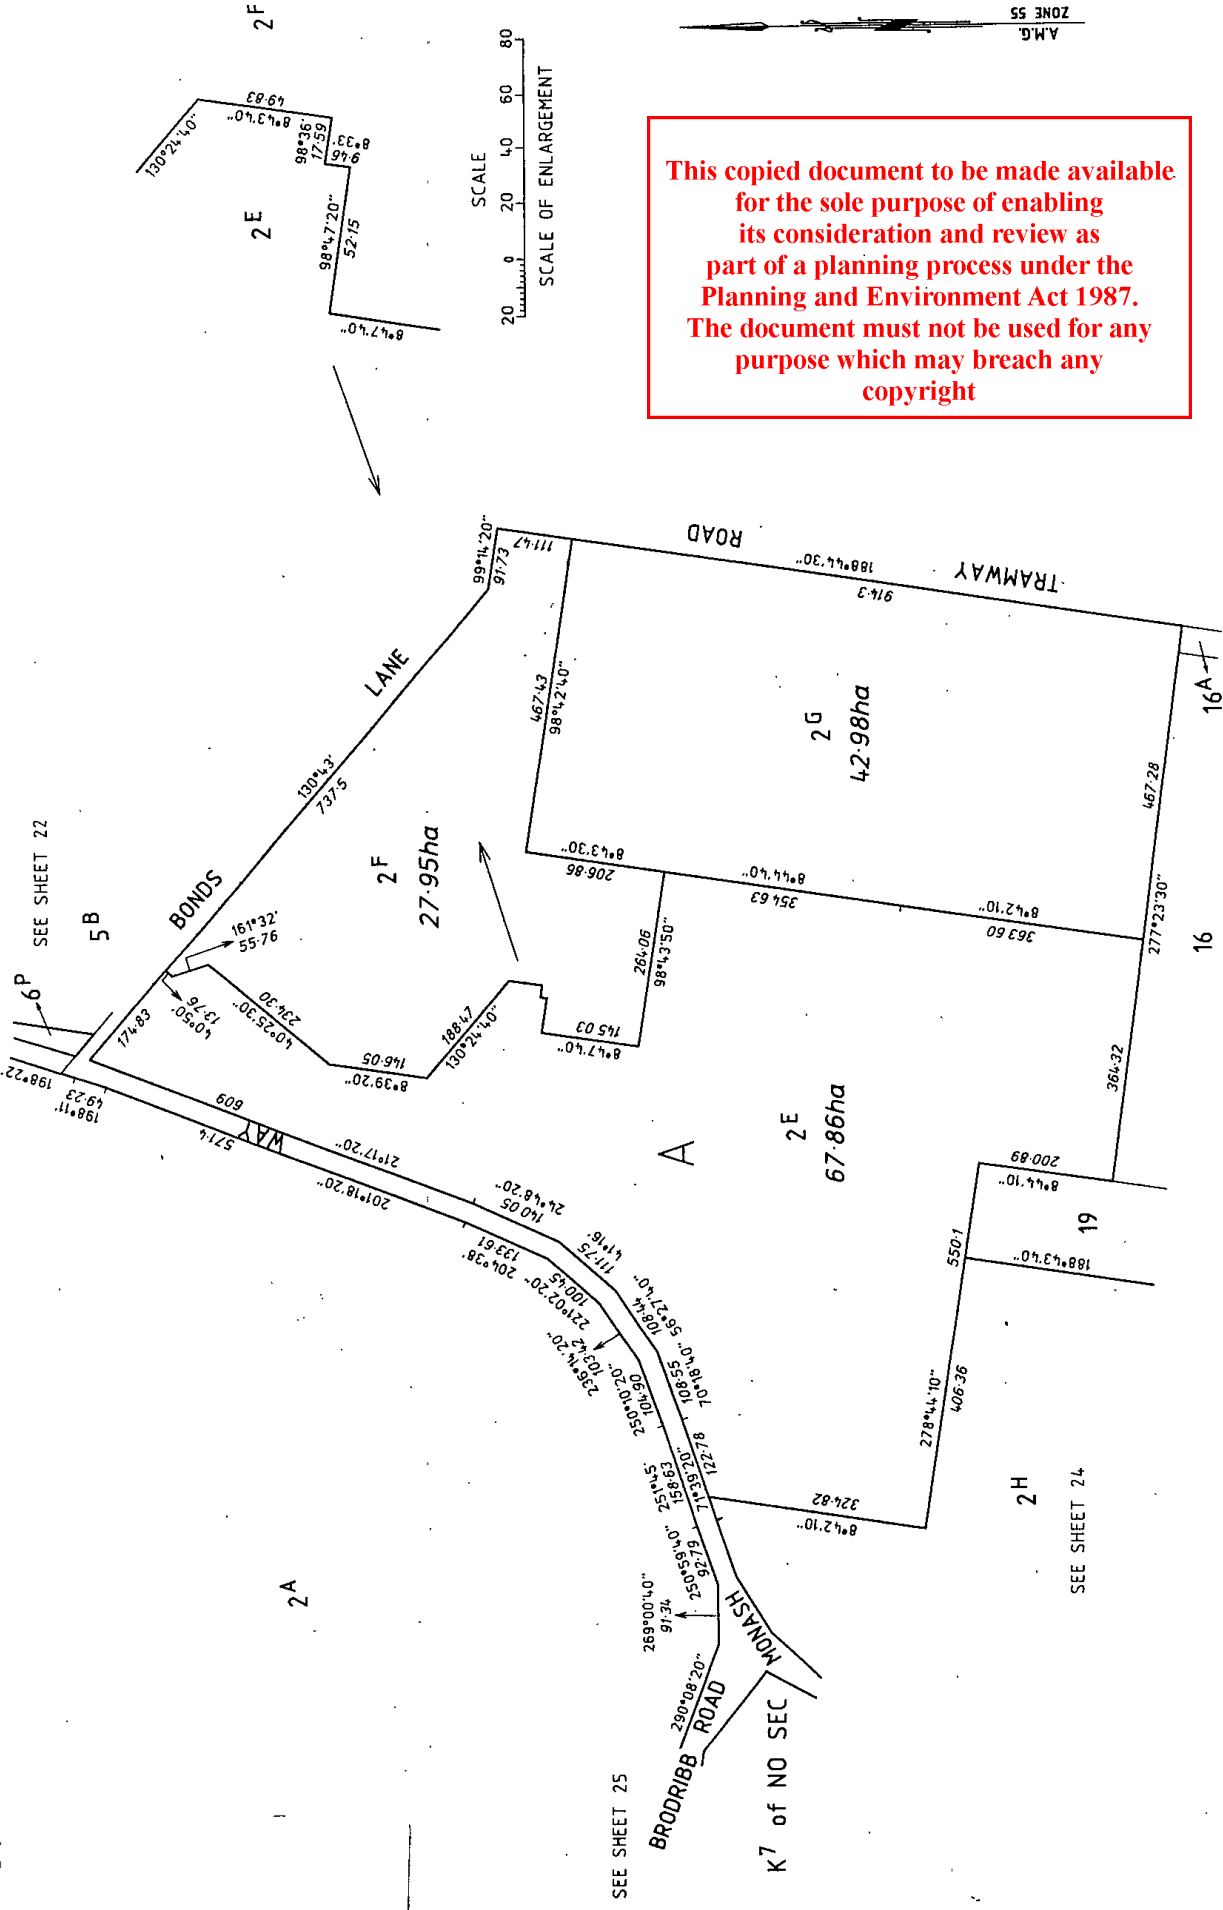 2F
130°24'40"
49·83
8°43'40"
98°36'
17·59
9·46
8°33'
2E
98°47'20"
52·15
8°47'40"
SCALE
20 0 20 40 60 80
SCALE OF ENLARGEMENT
A.M.G.
ZONE 55
This copied document to be made available
for the sole purpose of enabling
its consideration and review as
part of a planning process under the
Planning and Environment Act 1987.
The document must not be used for any
purpose which may breach any
copyright
SEE SHEET 22
5B
6P
BONDS
LANE
99°14'20"
91·73
111·47
TRAMWAY
ROAD
188°44'30"
914·3
130°43'
737·5
174·83
40°50'
13·76
161°32'
55·76
234·30
40°25'30"
146·05
8°39'20"
188·47
130°24'40"
2F
27·95ha
467·43
98°42'40"
206·86
8°43'30"
2G
42·98ha
145·03
8°47'40"
264·06
98°43'50"
354·63
8°44'40"
363·60
8°42'10"
467·28
277°23'30"
16A
16
364·32
200·89
8°44'10"
19
188°43'40"
550·1
278°44'10"
406·36
A
2E
67·86ha
198°22'
49·23
198°11'
571·4
201°18'20"
WAY
609
21°17'20"
140·05
24°48'20"
133·61
204°38'
111·75
41°16'
221°02'20"
100·45
108·44
56°27'40"
236°14'20"
103·42
108·55
70°18'40"
250°10'20"
104·90
122·78
71°39'20"
251°45'
158·63
250°59'40"
92·79
324·82
8°42'10"
269°00'40"
91·34
290°08'20"
MONASH
BRODRIBB ROAD
2A
2H
SEE SHEET 24
SEE SHEET 25
K7 of NO SEC